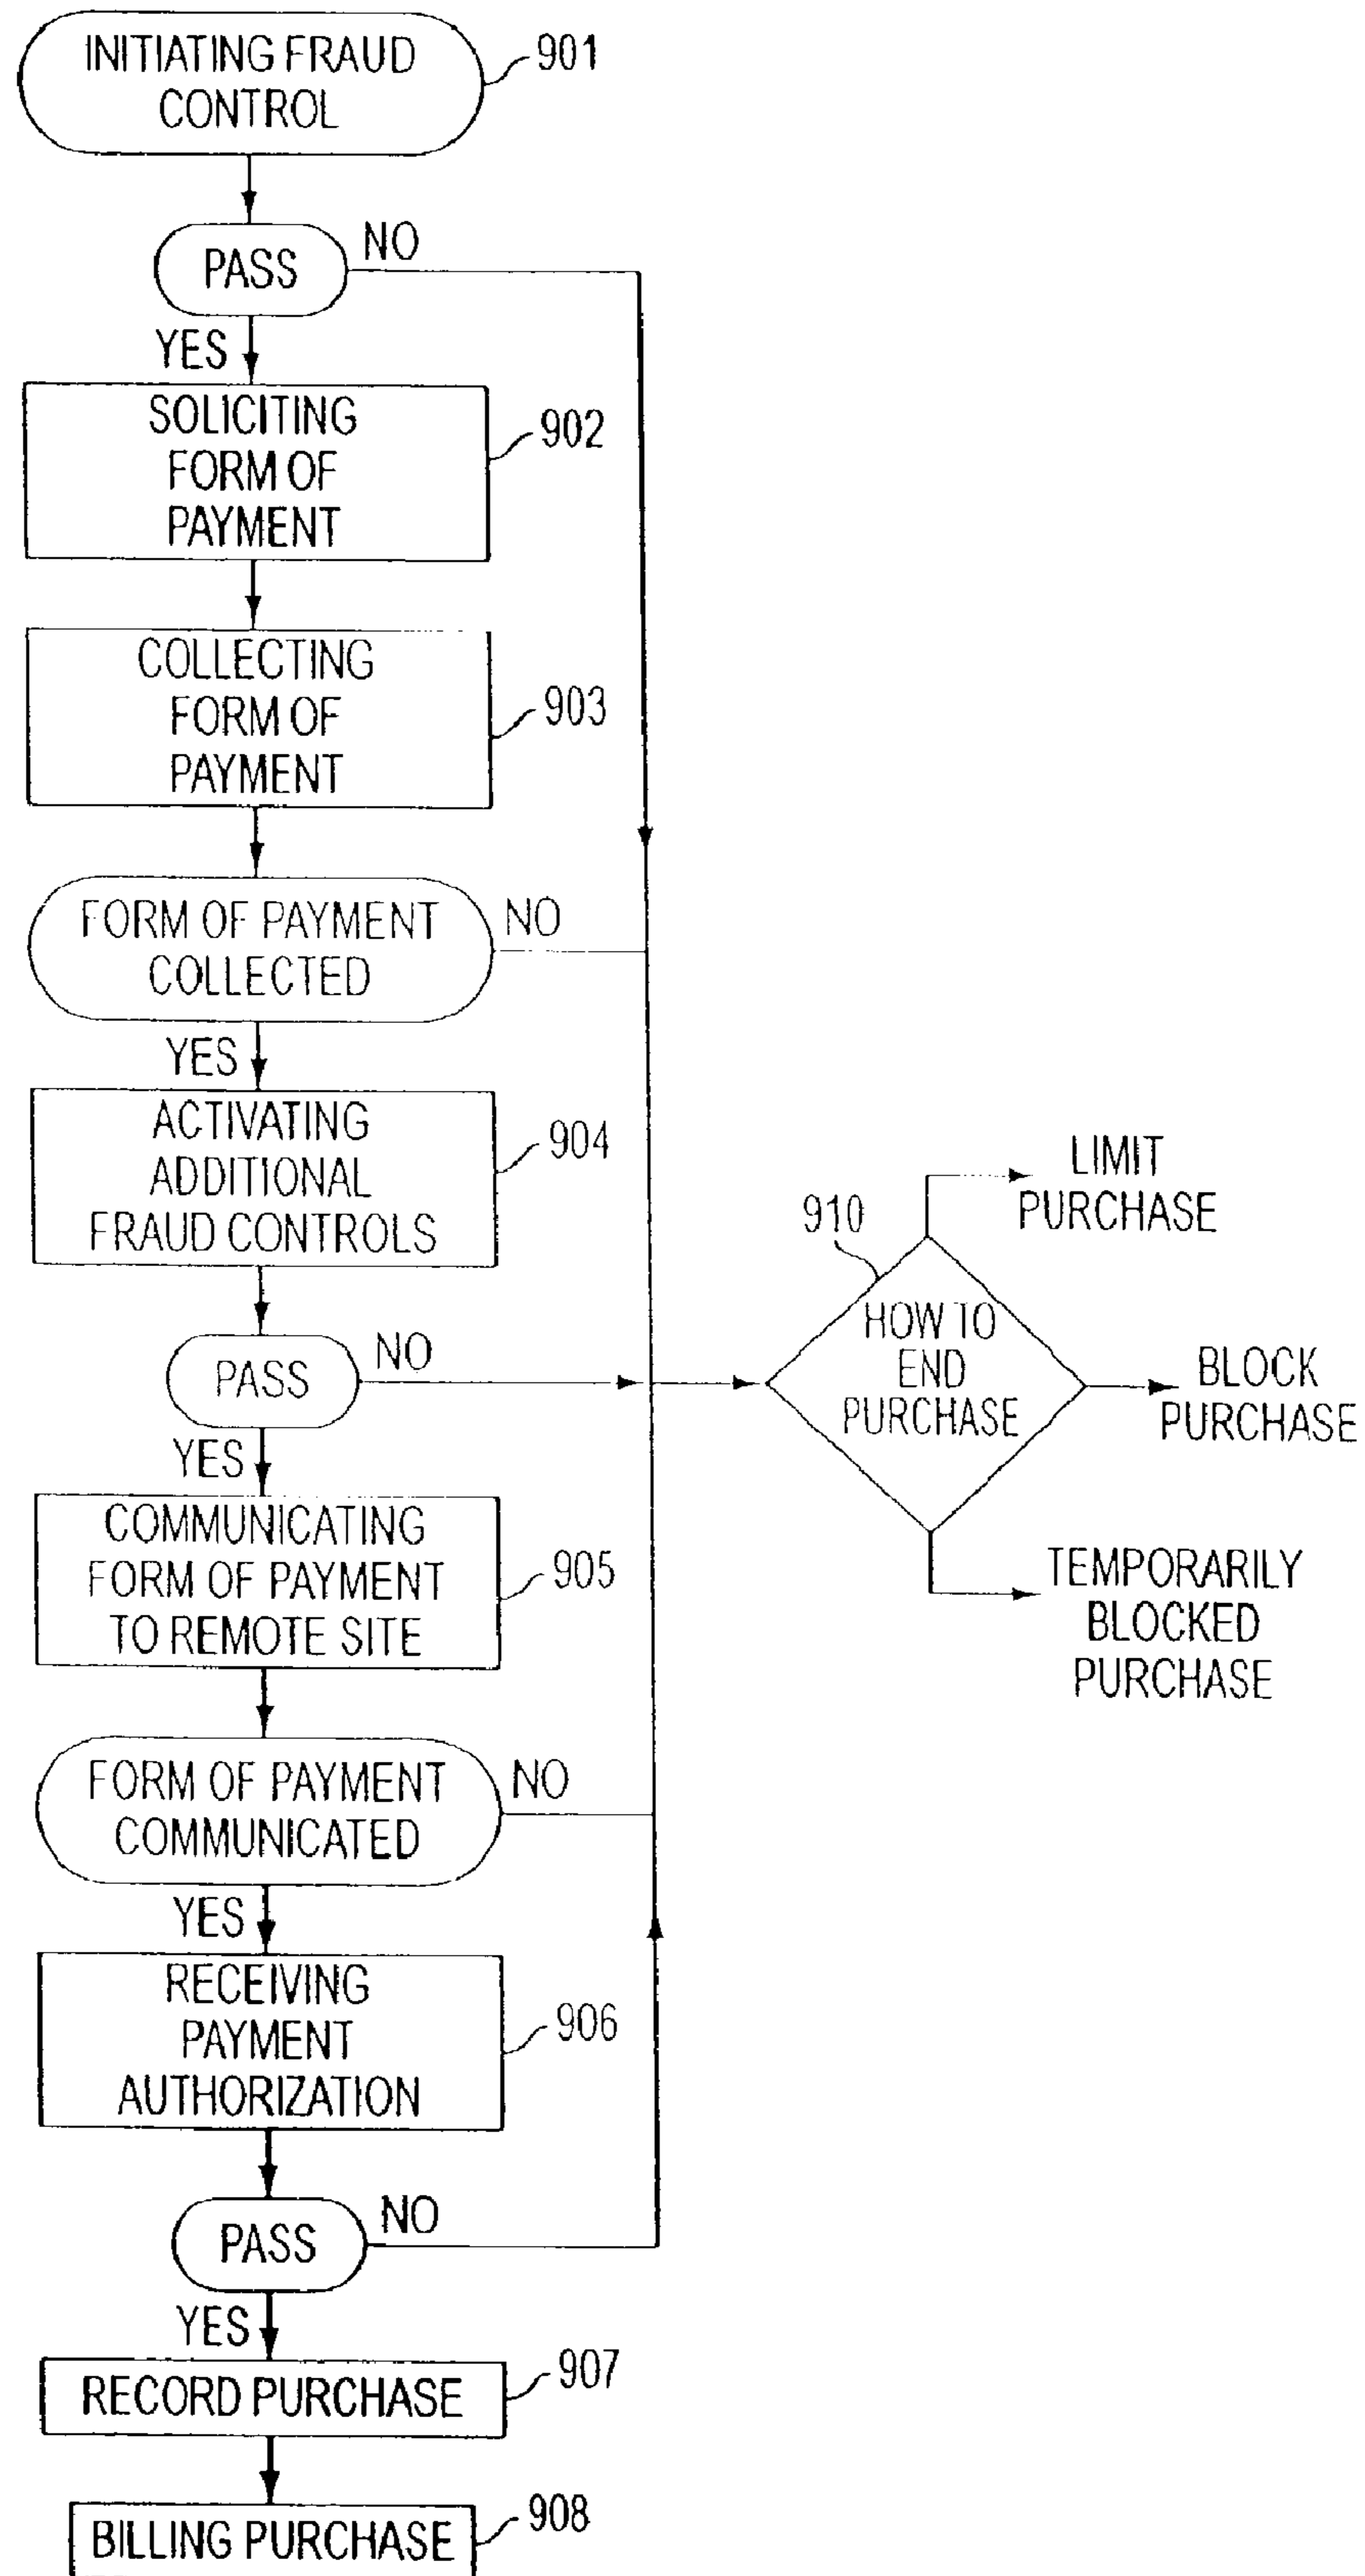 INITIATING FRAUD
CONTROL
901
PASS
NO
YES
SOLICITING
FORM OF
PAYMENT
902
COLLECTING
FORM OF
PAYMENT
903
FORM OF PAYMENT
COLLECTED
NO
YES
ACTIVATING
ADDITIONAL
FRAUD CONTROLS
904
PASS
NO
YES
910
HOW TO
END
PURCHASE
LIMIT
PURCHASE
BLOCK
PURCHASE
TEMPORARILY
BLOCKED
PURCHASE
COMMUNICATING
FORM OF PAYMENT
TO REMOTE SITE
905
FORM OF PAYMENT
COMMUNICATED
NO
YES
RECEIVING
PAYMENT
AUTHORIZATION
906
PASS
NO
YES
RECORD PURCHASE
907
BILLING PURCHASE
908